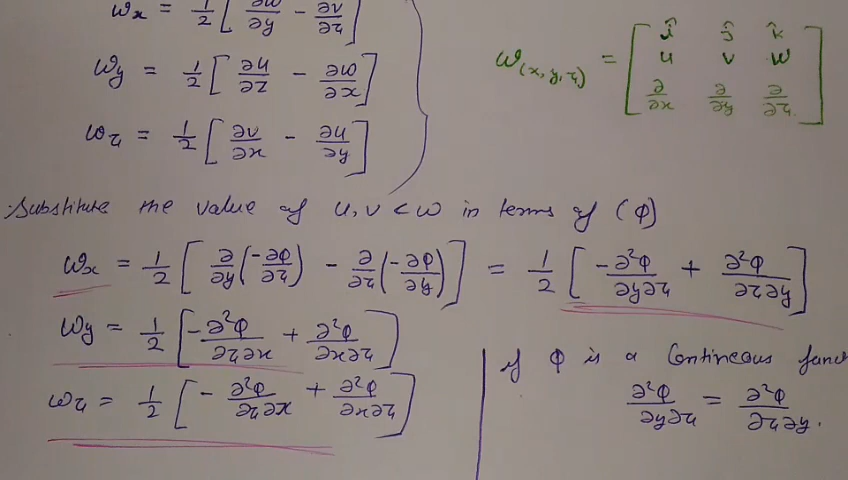 ωx = 1/2 [∂ω/∂y − ∂v/∂z]
ωy = 1/2 [∂u/∂z − ∂ω/∂x]
ωz = 1/2 [∂v/∂x − ∂u/∂y]
ω(x, y, z) = [ î ĵ k̂
u v w
∂/∂x ∂/∂y ∂/∂z ]
Substitute the value of u, v < ω in terms of (ϕ)
ωx = 1/2 [∂/∂y (−∂ϕ/∂z) − ∂/∂z (−∂ϕ/∂y)] = 1/2 [−∂²ϕ/∂y∂z + ∂²ϕ/∂z∂y]
ωy = 1/2 [−∂²ϕ/∂z∂x + ∂²ϕ/∂x∂z]
ωz = 1/2 [−∂²ϕ/∂z∂x + ∂²ϕ/∂x∂z]
if ϕ is a Contineous func
∂²ϕ/∂y∂z = ∂²ϕ/∂z∂y.